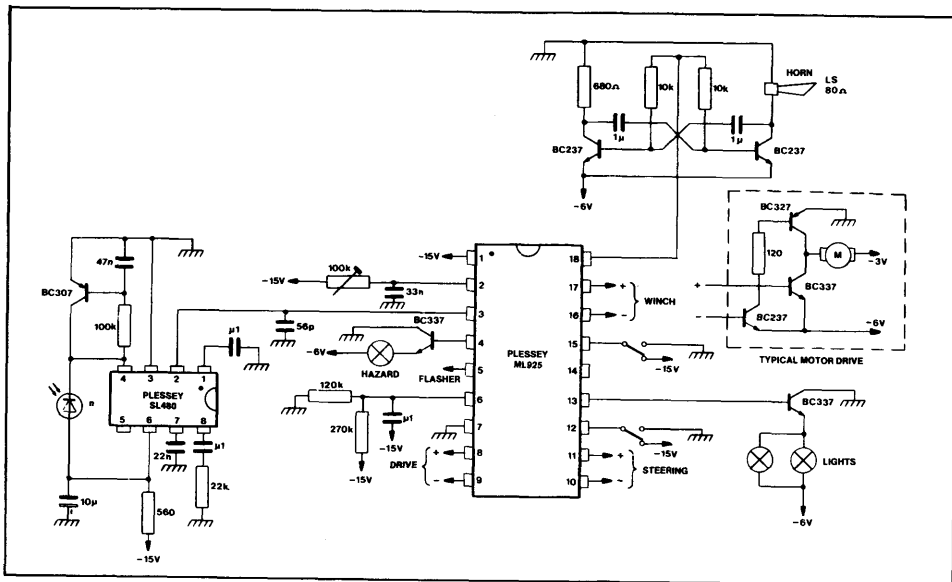 HORN
LS
80Ω
680Ω
10k
10k
1μ
1μ
BC237
BC237
-6V
BC327
120
M
-3V
+
BC337
-
BC237
-6V
TYPICAL MOTOR DRIVE
47n
BC307
100k
4
3
2
1
PLESSEY
SL480
5
6
7
8
n
22n
μ1
μ1
22k
10μ
560
-15V
-15V
100k
33n
56p
BC337
-6V
HAZARD
FLASHER
120k
270k
μ1
-15V
-15V
DRIVE
+
-
-15V
1
2
3
4
5
6
7
8
9
PLESSEY
ML925
18
17
16
15
14
13
12
11
10
+
-
WINCH
-15V
BC337
-15V
+
-
STEERING
LIGHTS
-6V